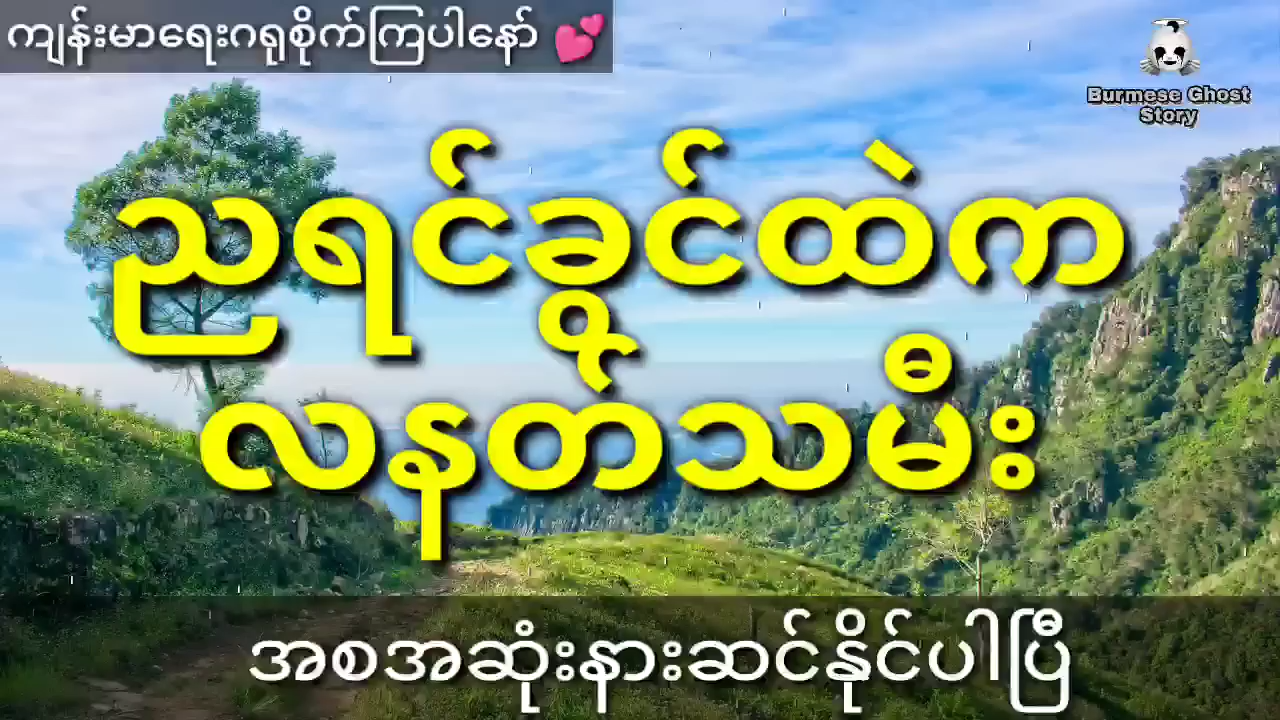 ကျန်းမာရေးဂရုစိုက်ကြပါနော် 💕
Burmese Ghost
Story
ညရင်ခွင်ထဲက
လနတ်သမီး
အစအဆုံးနားဆင်နိုင်ပါပြီ